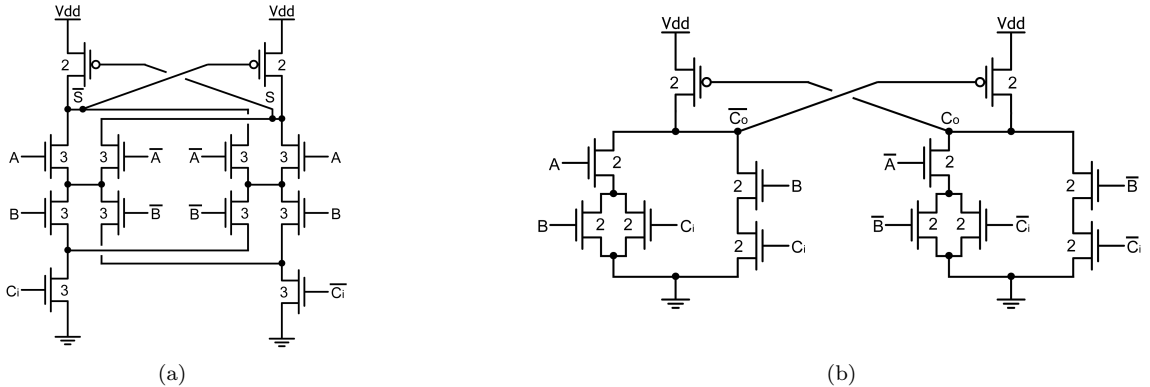 Vdd Vdd Vdd Vdd
2 2 2 2
S̅ S C̅o̅ Co
A 3 3 A̅ A̅ 3 3 A A 2 2 B A̅ 2 2 B̅
B 3 3 B̅ B̅ 3 3 B B 2 2 Ci B̅ 2 2 C̅i̅
2 Ci 2 C̅i̅
Ci 3 3 C̅i̅
(a) (b)